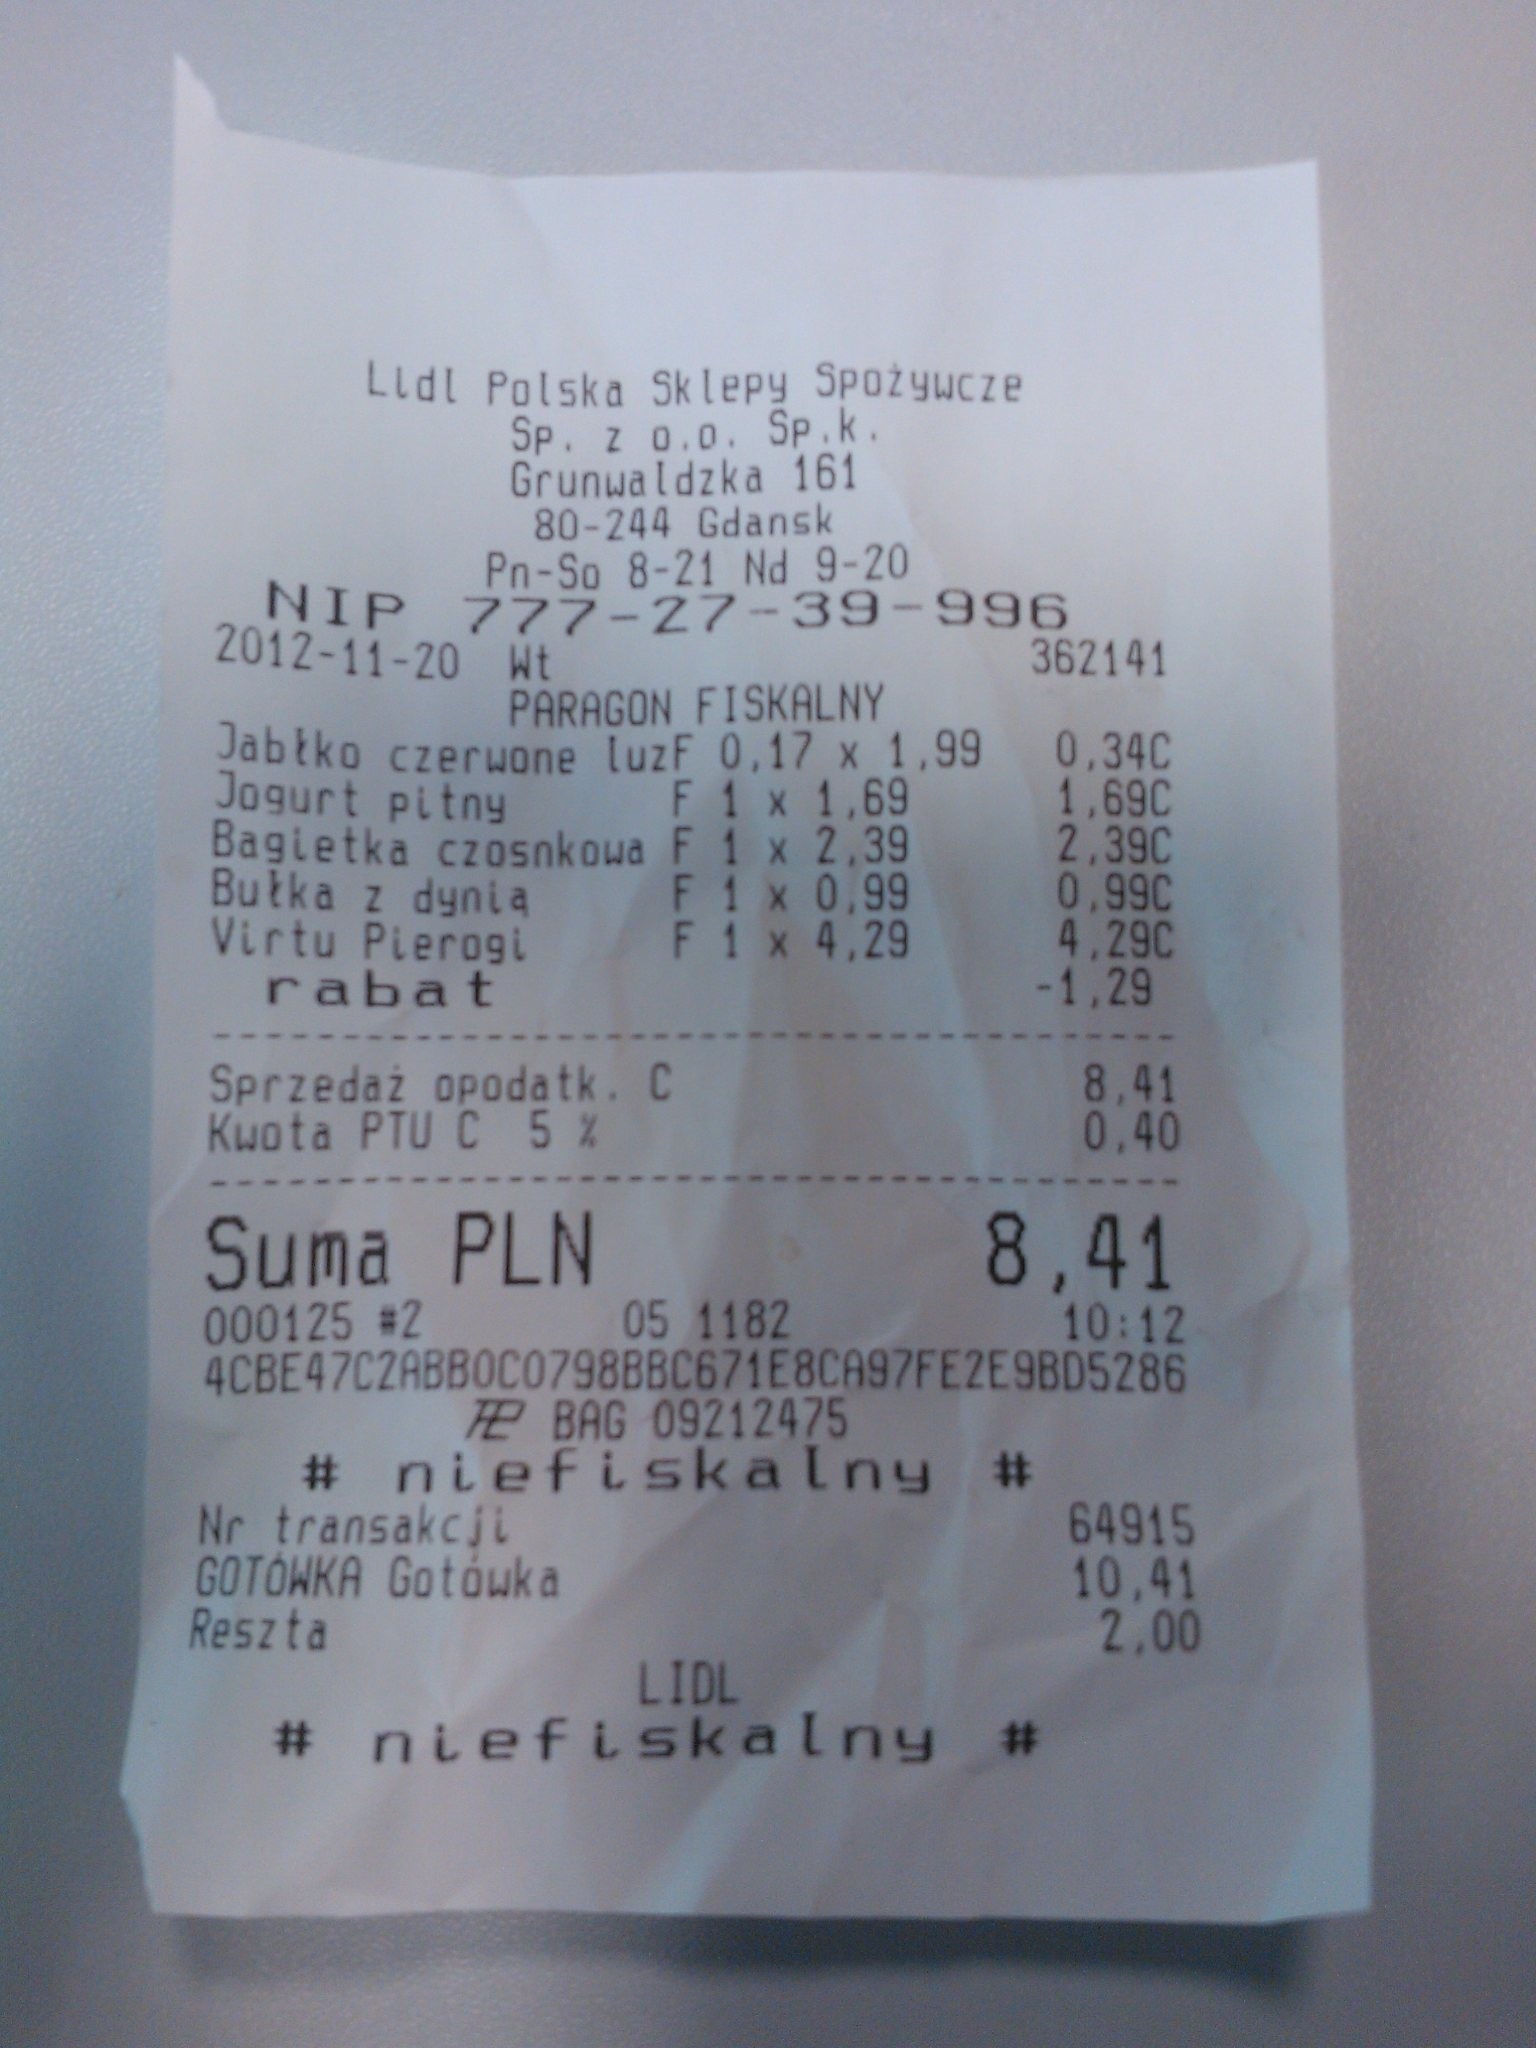 Lidl Polska Sklepy Spożywcze
Sp. z o.o. Sp.k.
Grunwaldzka 161
80-244 Gdansk
Pn-So 8-21 Nd 9-20
NIP 777-27-39-996
2012-11-20 Wt 362141
PARAGON FISKALNY
Jabłko czerwone luzF 0,17 x 1,99 0,34C
Jogurt pitny F 1 x 1,69 1,69C
Bagietka czosnkowa F 1 x 2,39 2,39C
Bułka z dynią F 1 x 0,99 0,99C
Virtu Pierogi F 1 x 4,29 4,29C
rabat -1,29
Sprzedaż opodatk. C 8,41
Kwota PTU C 5 % 0,40
Suma PLN 8,41
000125 #2 05 1182 10:12
4CBE47C2ABB0C0798BBC671E8CA97FE2E9BD5286
BAG 09212475
# niefiskalny #
Nr transakcji 64915
GOTÓWKA Gotówka 10,41
Reszta 2,00
LIDL
# niefiskalny #